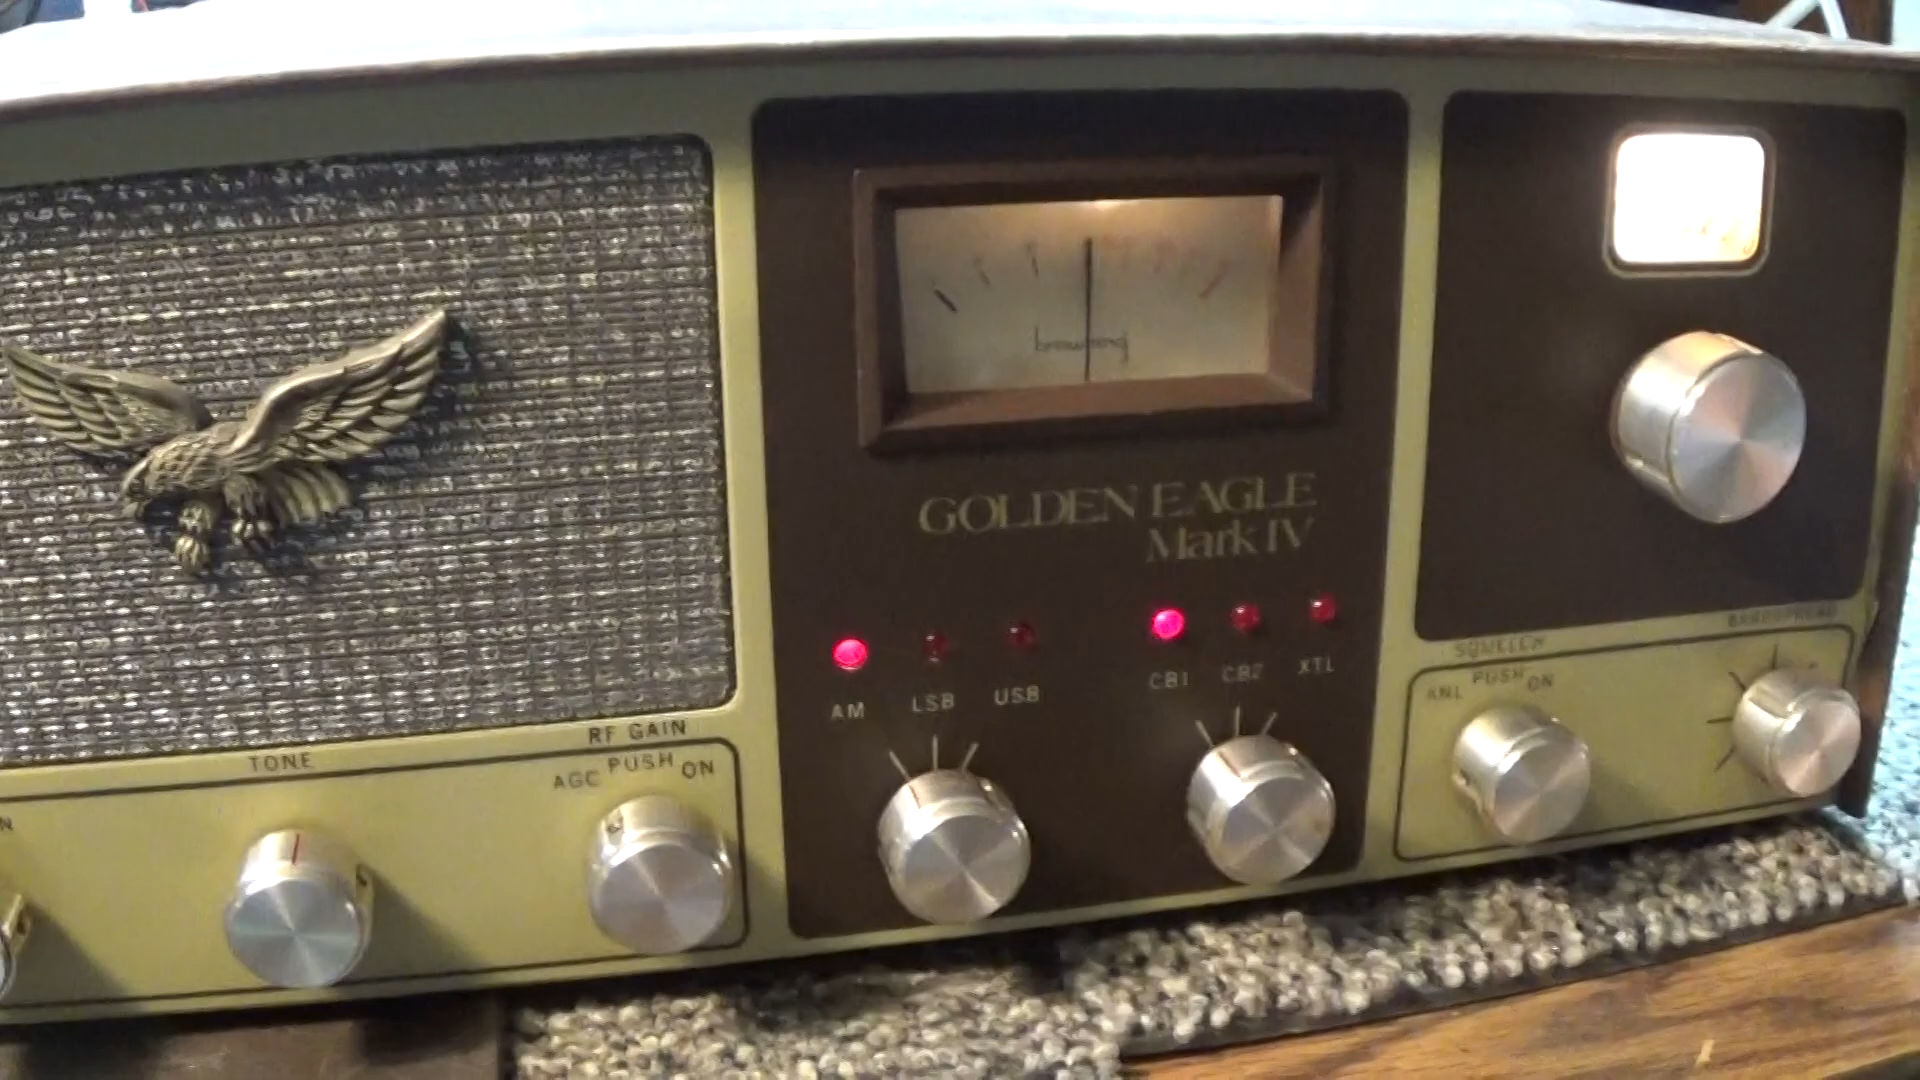 browning
GOLDEN EAGLE
Mark IV
AM LSB USB
CB1 CB2 XTL
RF GAIN
AGC PUSH ON
TONE
SQUELCH
ANL PUSH ON
BANDSPREAD